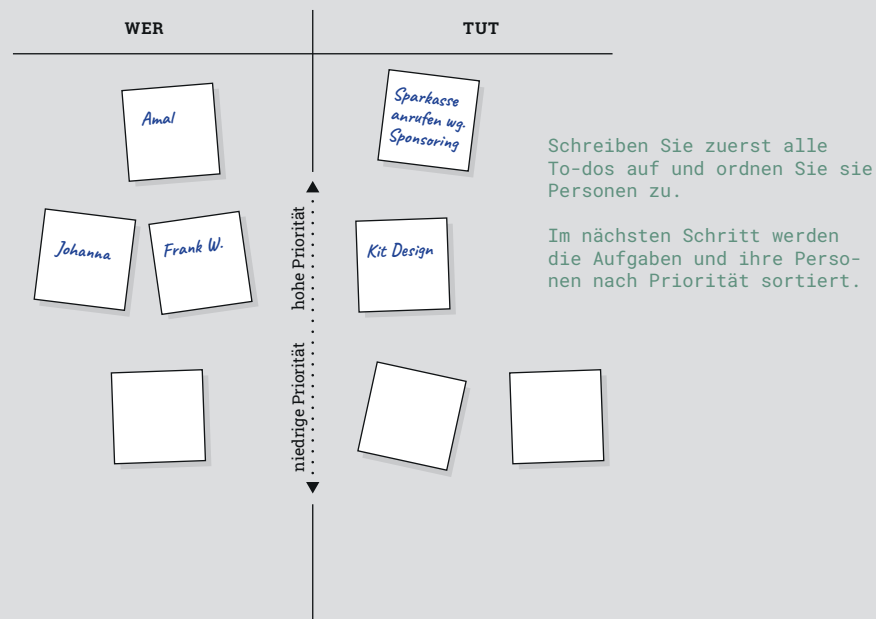 WER
TUT
Amal
Sparkasse
anrufen wg.
Sponsoring
Schreiben Sie zuerst alle
To-dos auf und ordnen Sie sie
Personen zu.
Im nächsten Schritt werden
die Aufgaben und ihre Perso-
nen nach Priorität sortiert.
hohe Priorität
Johanna
Frank W.
Kit Design
niedrige Priorität